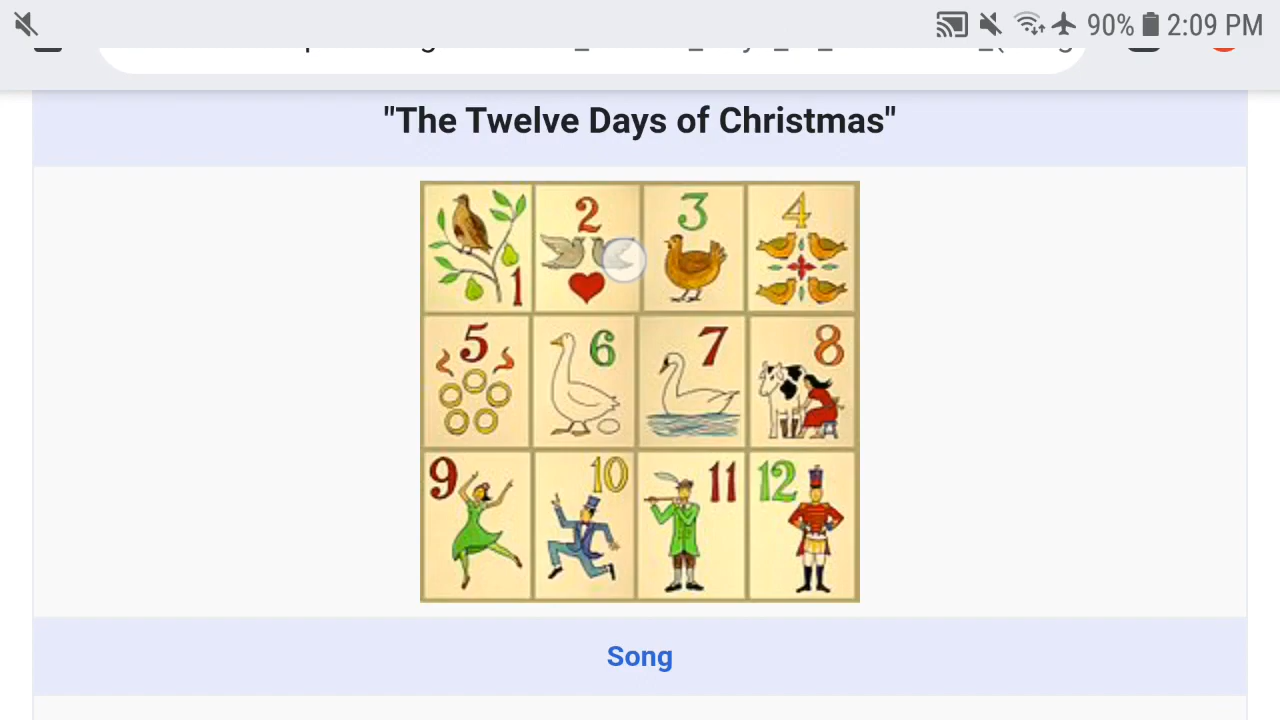 90% 2:09 PM
"The Twelve Days of Christmas"
1 2 3 4
5 6 7 8
9 10 11 12
Song